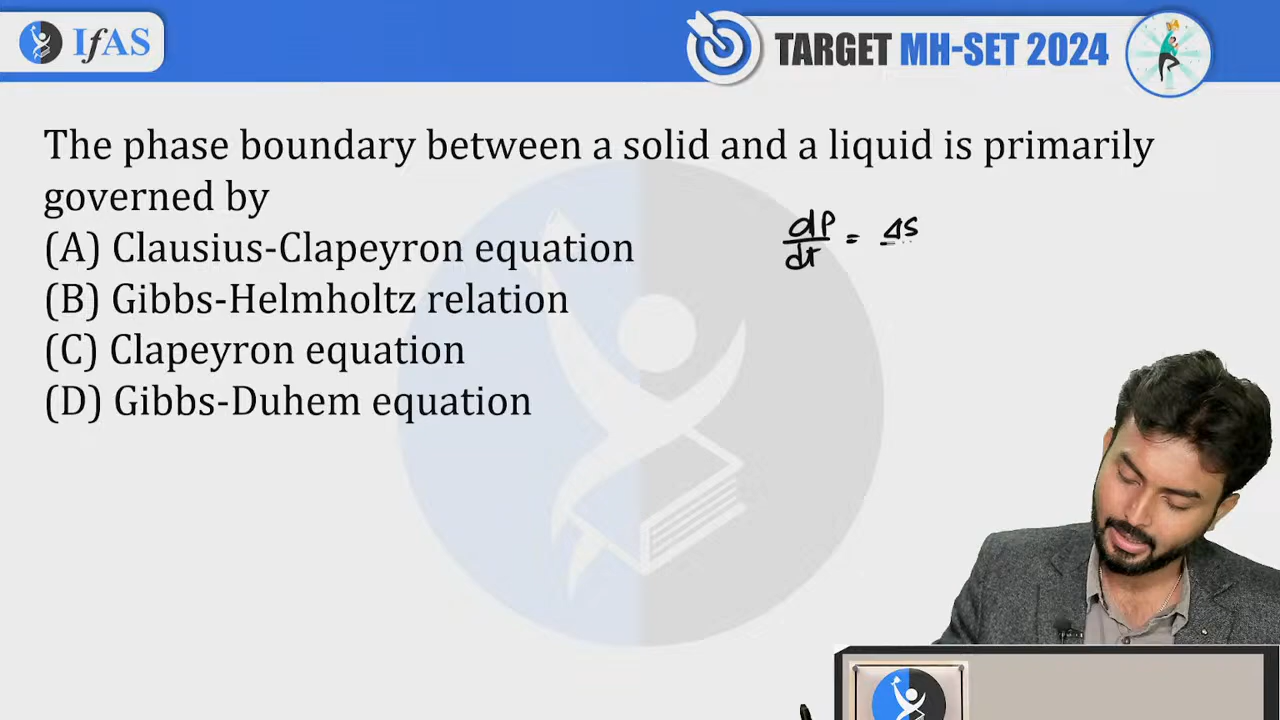 IfAS
TARGET MH-SET 2024
The phase boundary between a solid and a liquid is primarily
governed by
(A) Clausius-Clapeyron equation
(B) Gibbs-Helmholtz relation
(C) Clapeyron equation
(D) Gibbs-Duhem equation
dP
dt = ΔS